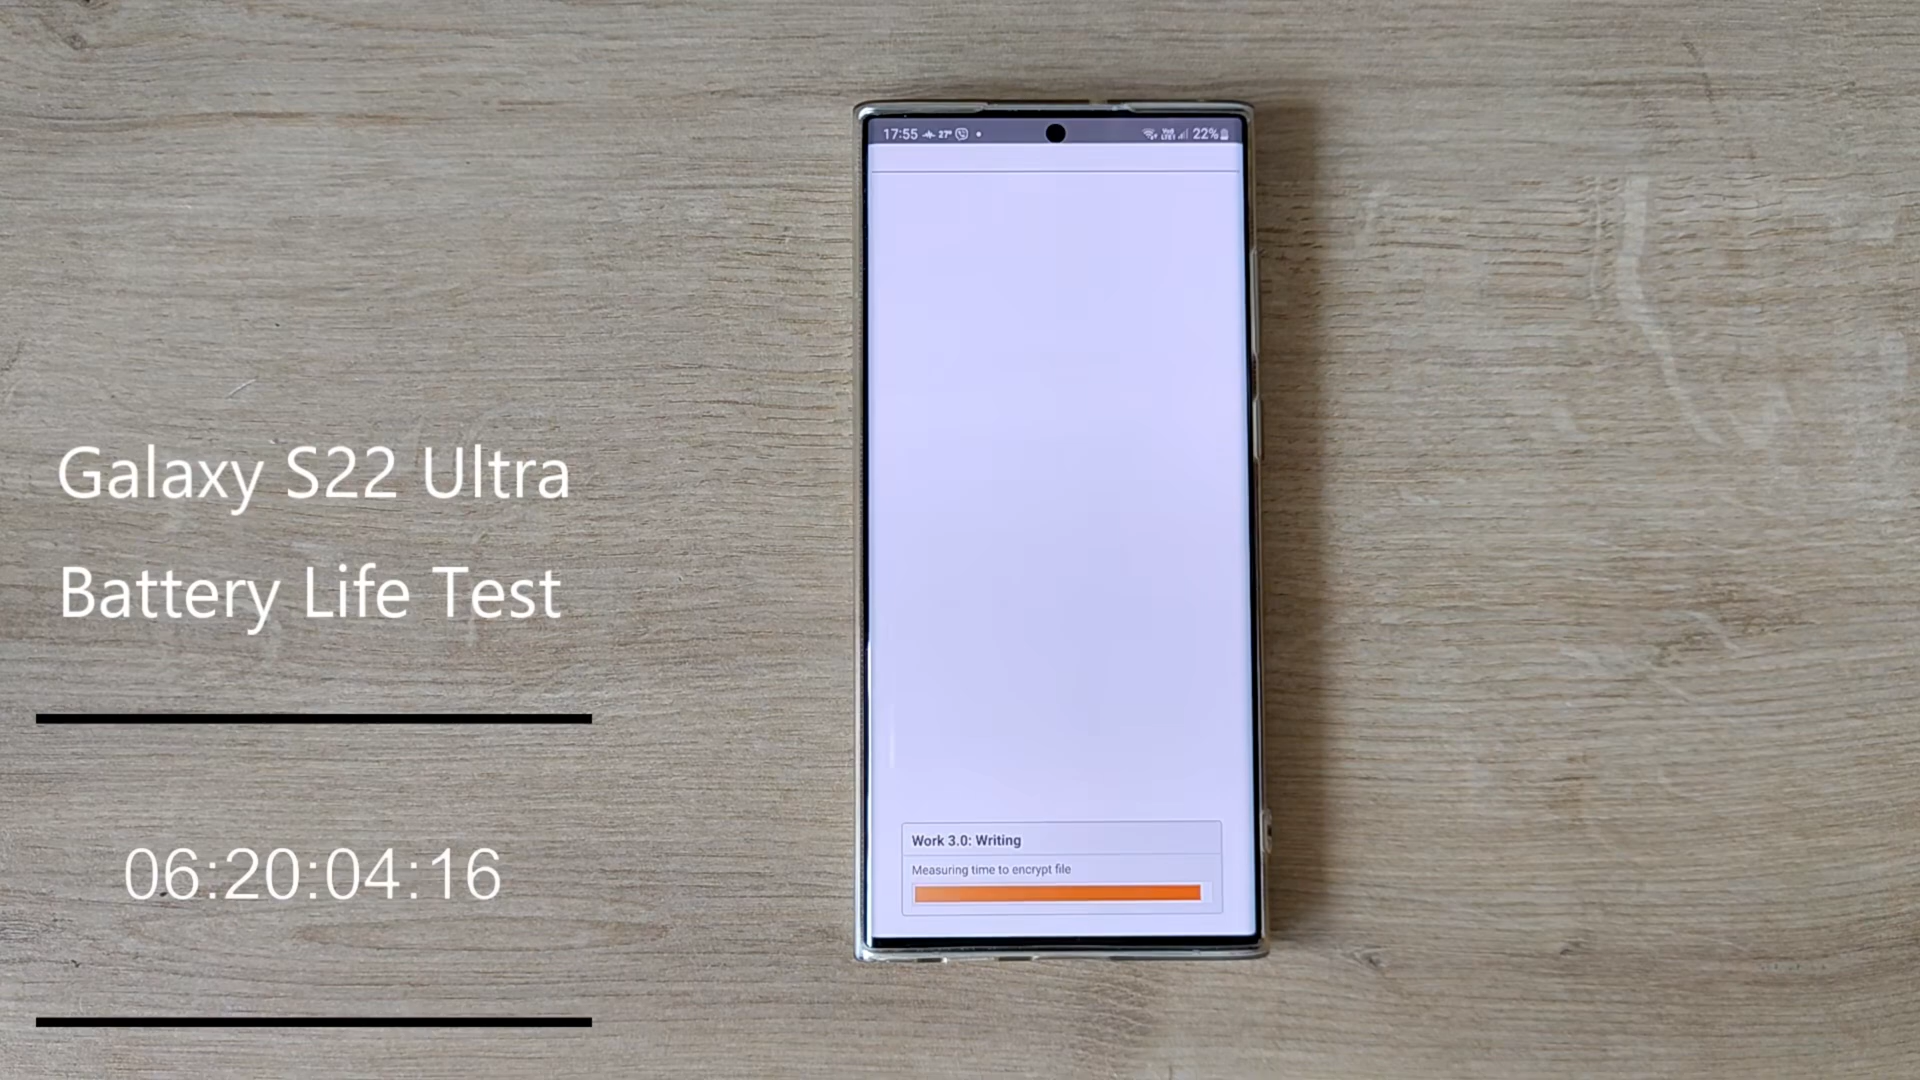 Galaxy S22 Ultra
Battery Life Test
06:20:04:16
17:55 27° 22%
Work 3.0: Writing
Measuring time to encrypt file